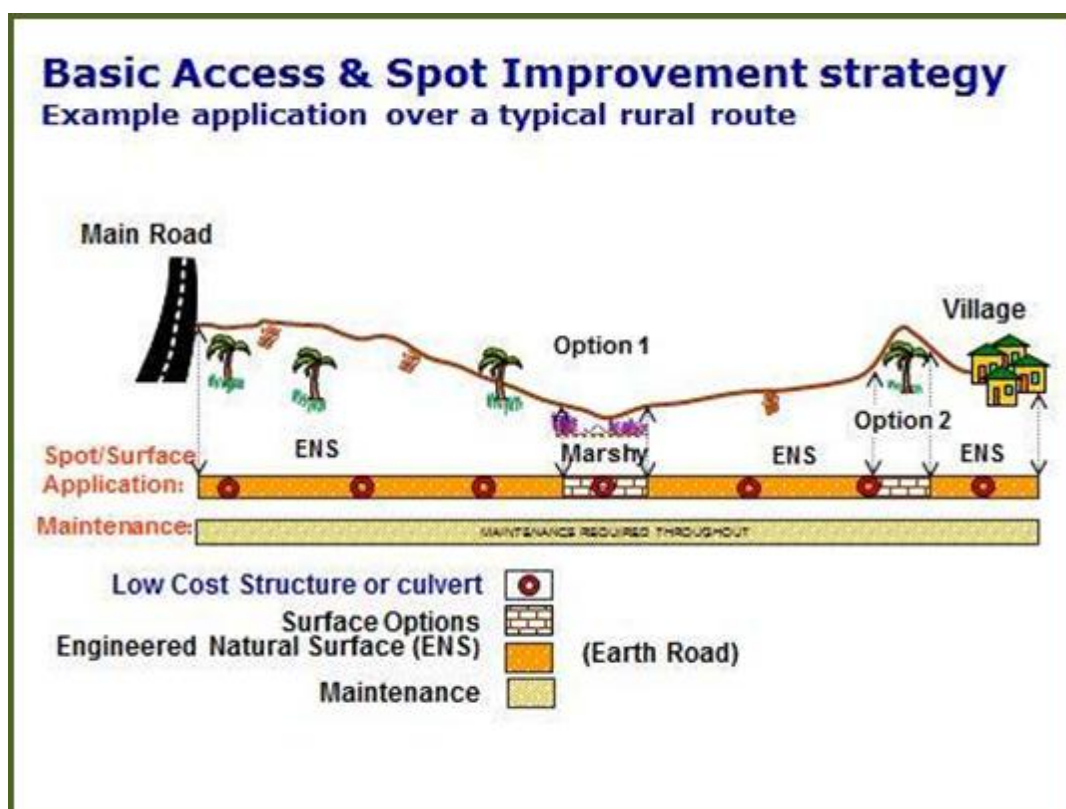 Basic Access & Spot Improvement strategy
Example application over a typical rural route
Main Road
Village
Option 1
Option 2
ENS
Marshy
ENS
ENS
Spot/Surface
Application:
Maintenance:
MAINTENANCE REQUIRED THROUGHOUT
Low Cost Structure or culvert
Surface Options
Engineered Natural Surface (ENS)
(Earth Road)
Maintenance